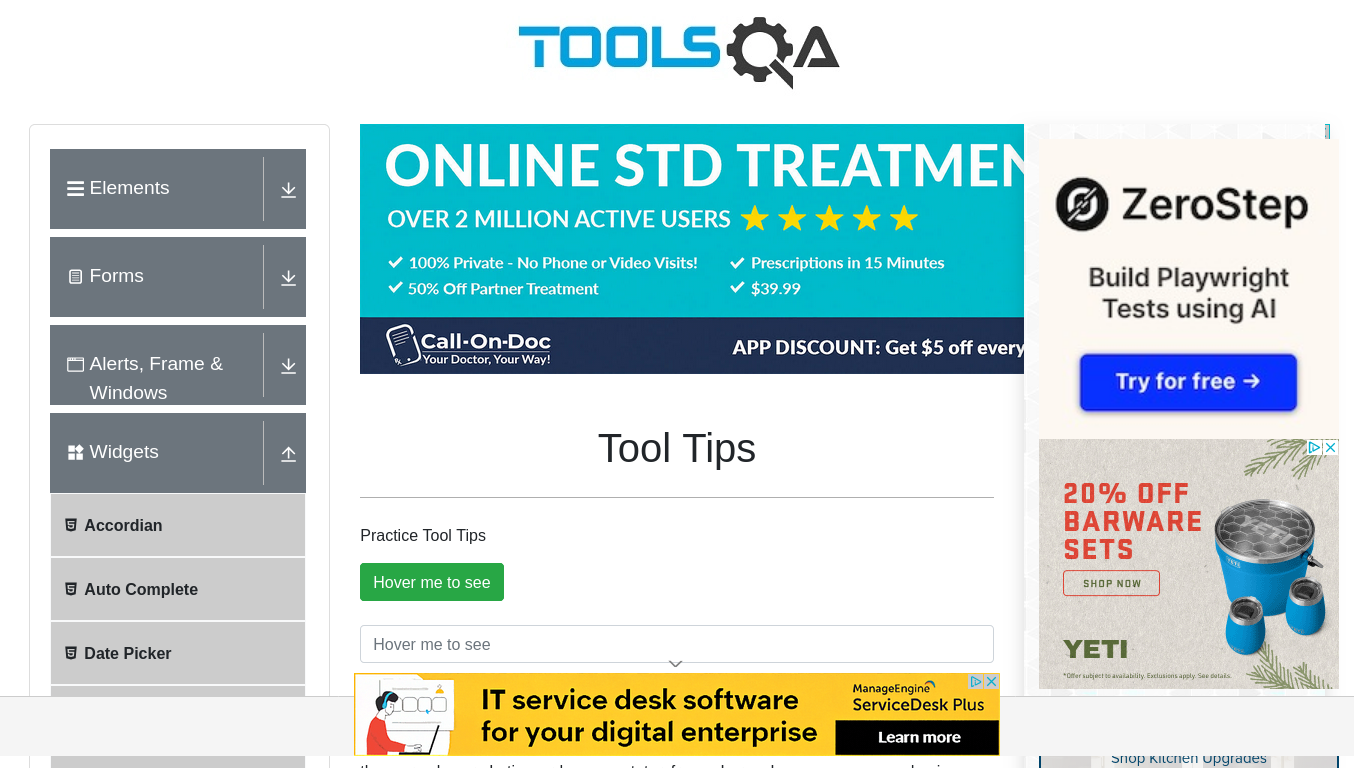 TOOLSQA
Elements
Forms
Alerts, Frame &
Windows
Widgets
Accordian
Auto Complete
Date Picker
ONLINE STD TREATMEN
OVER 2 MILLION ACTIVE USERS
100% Private - No Phone or Video Visits!
50% Off Partner Treatment
Prescriptions in 15 Minutes
$39.99
Call-On-Doc
Your Doctor, Your Way!
APP DISCOUNT: Get $5 off every
Tool Tips
Practice Tool Tips
Hover me to see
Hover me to see
IT service desk software
for your digital enterprise
ManageEngine
ServiceDesk Plus
Learn more
ZeroStep
Build Playwright
Tests using AI
Try for free →
20% OFF
BARWARE
SETS
SHOP NOW
YETI
YETI
YETI
*Offer subject to availability. Exclusions apply. See details.
Shop Kitchen Upgrades